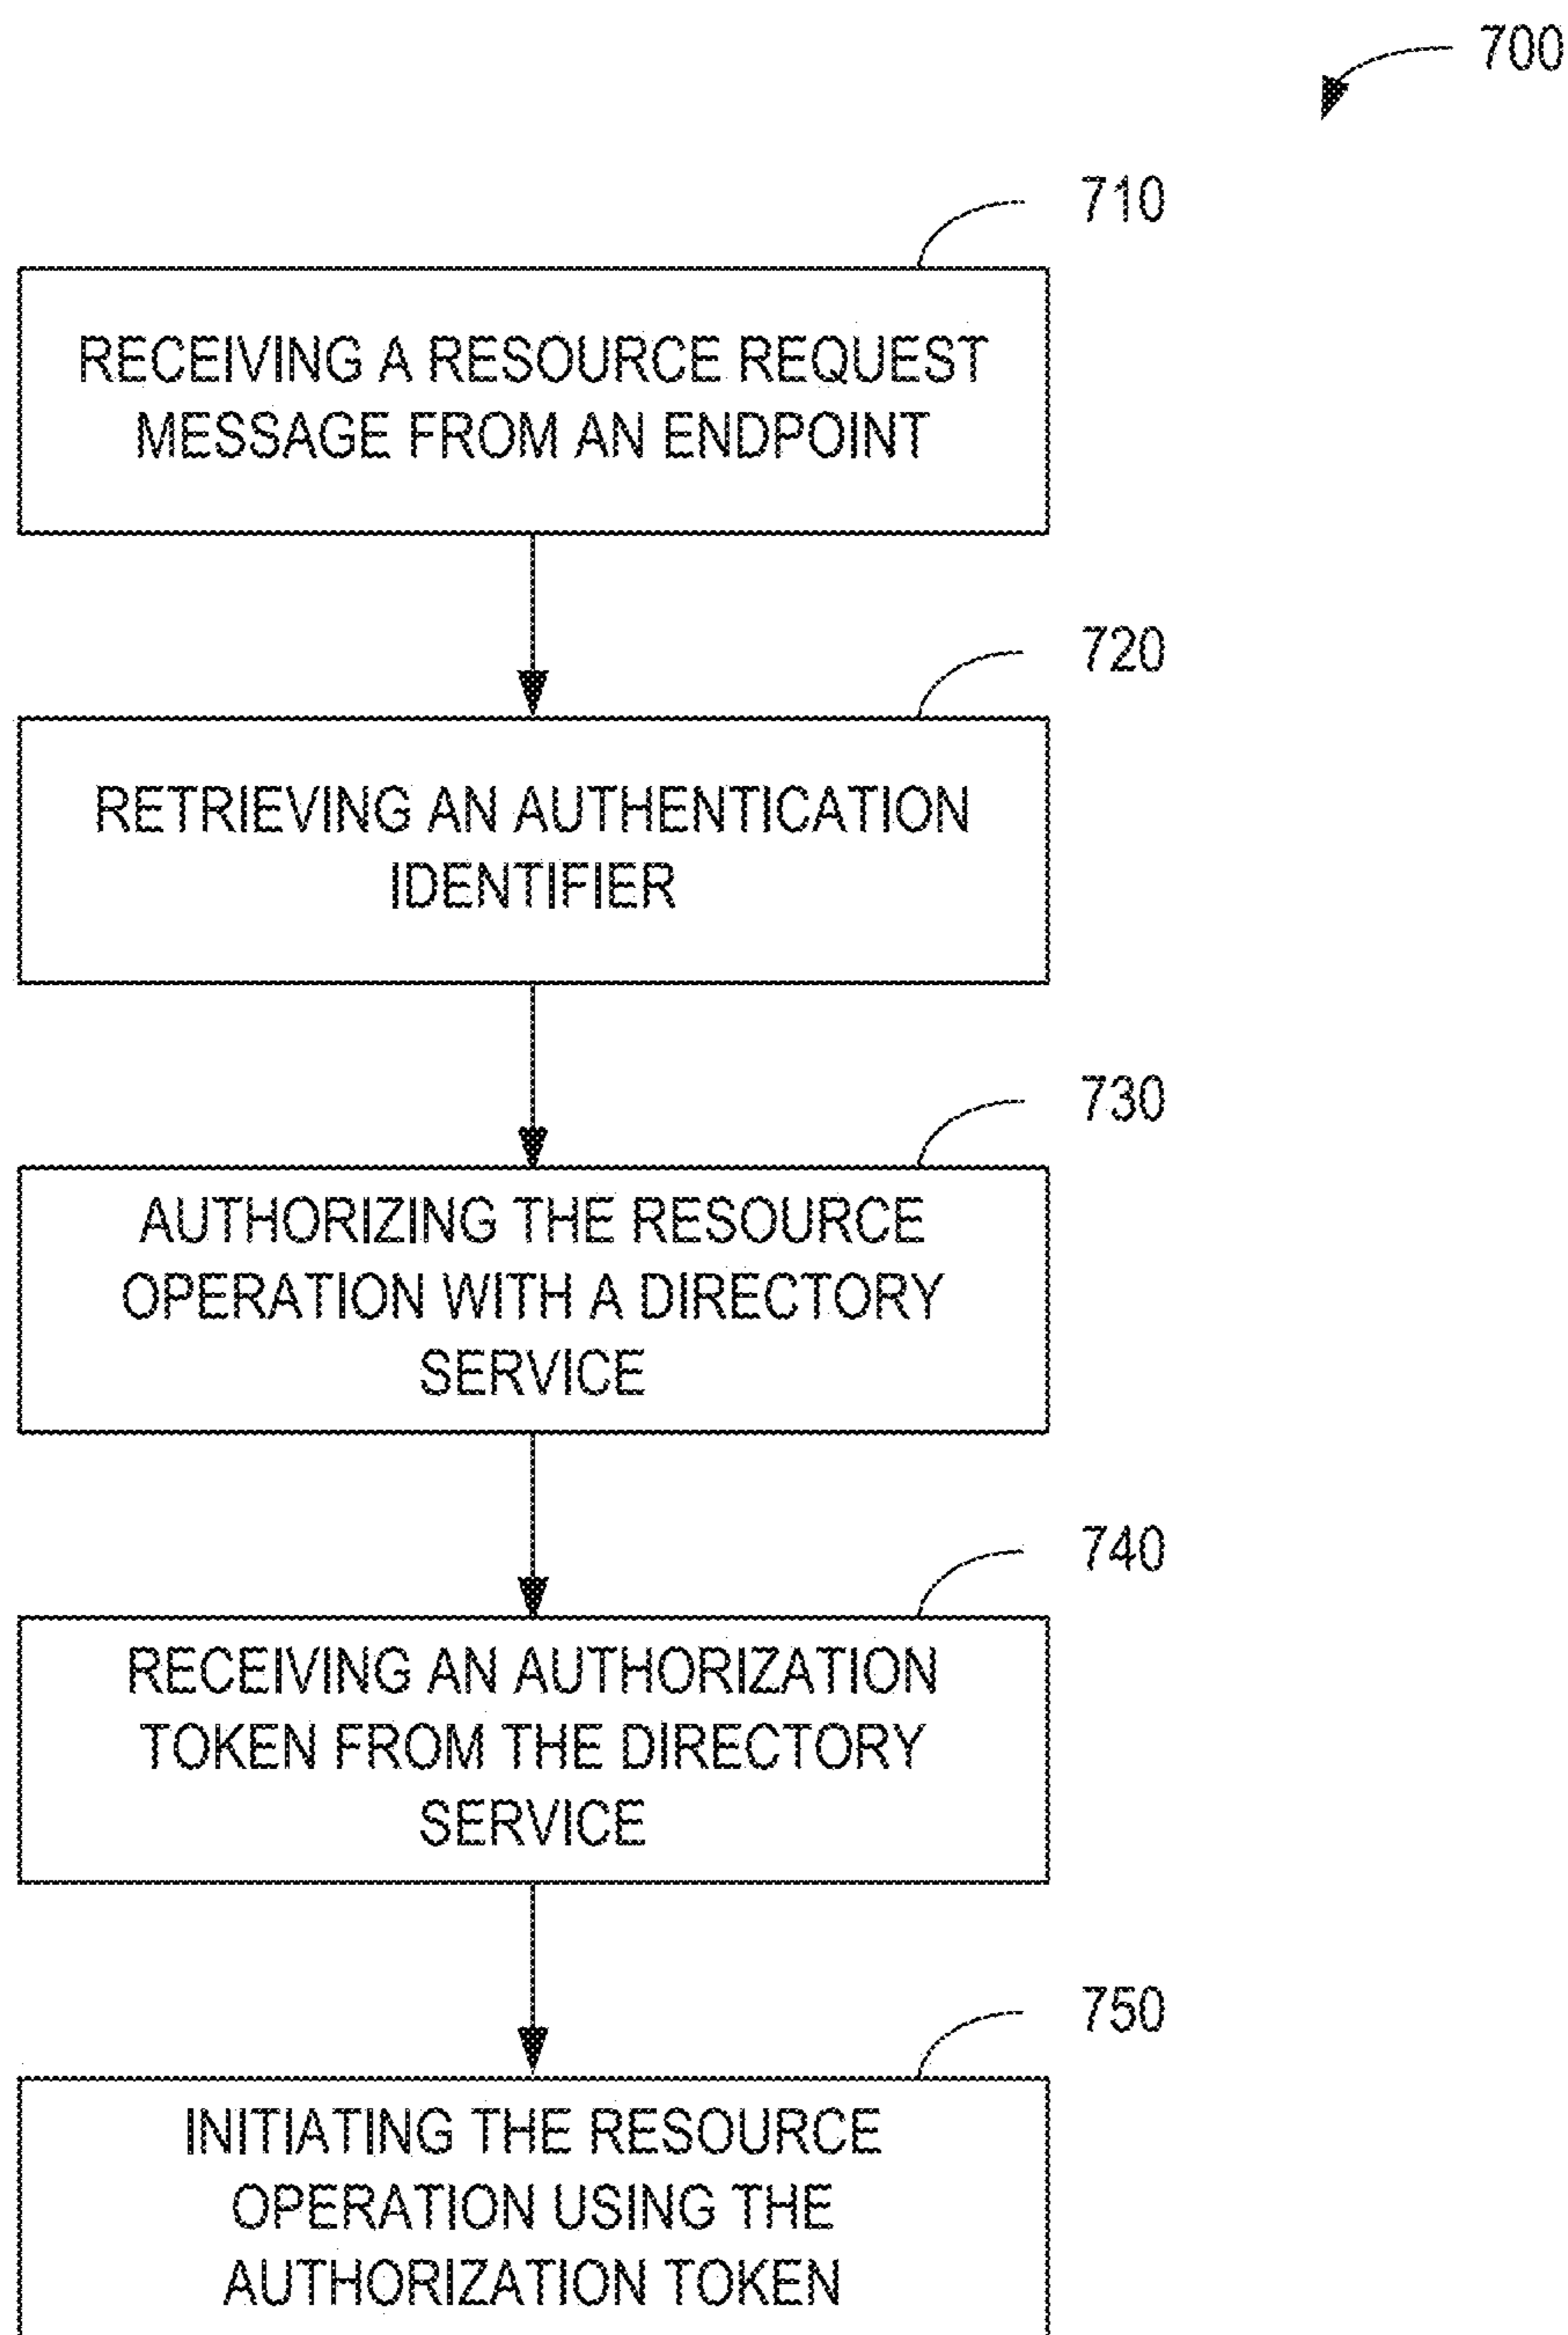 700
710
RECEIVING A RESOURCE REQUEST
MESSAGE FROM AN ENDPOINT
720
RETRIEVING AN AUTHENTICATION
IDENTIFIER
730
AUTHORIZING THE RESOURCE
OPERATION WITH A DIRECTORY
SERVICE
740
RECEIVING AN AUTHORIZATION
TOKEN FROM THE DIRECTORY
SERVICE
750
INITIATING THE RESOURCE
OPERATION USING THE
AUTHORIZATION TOKEN